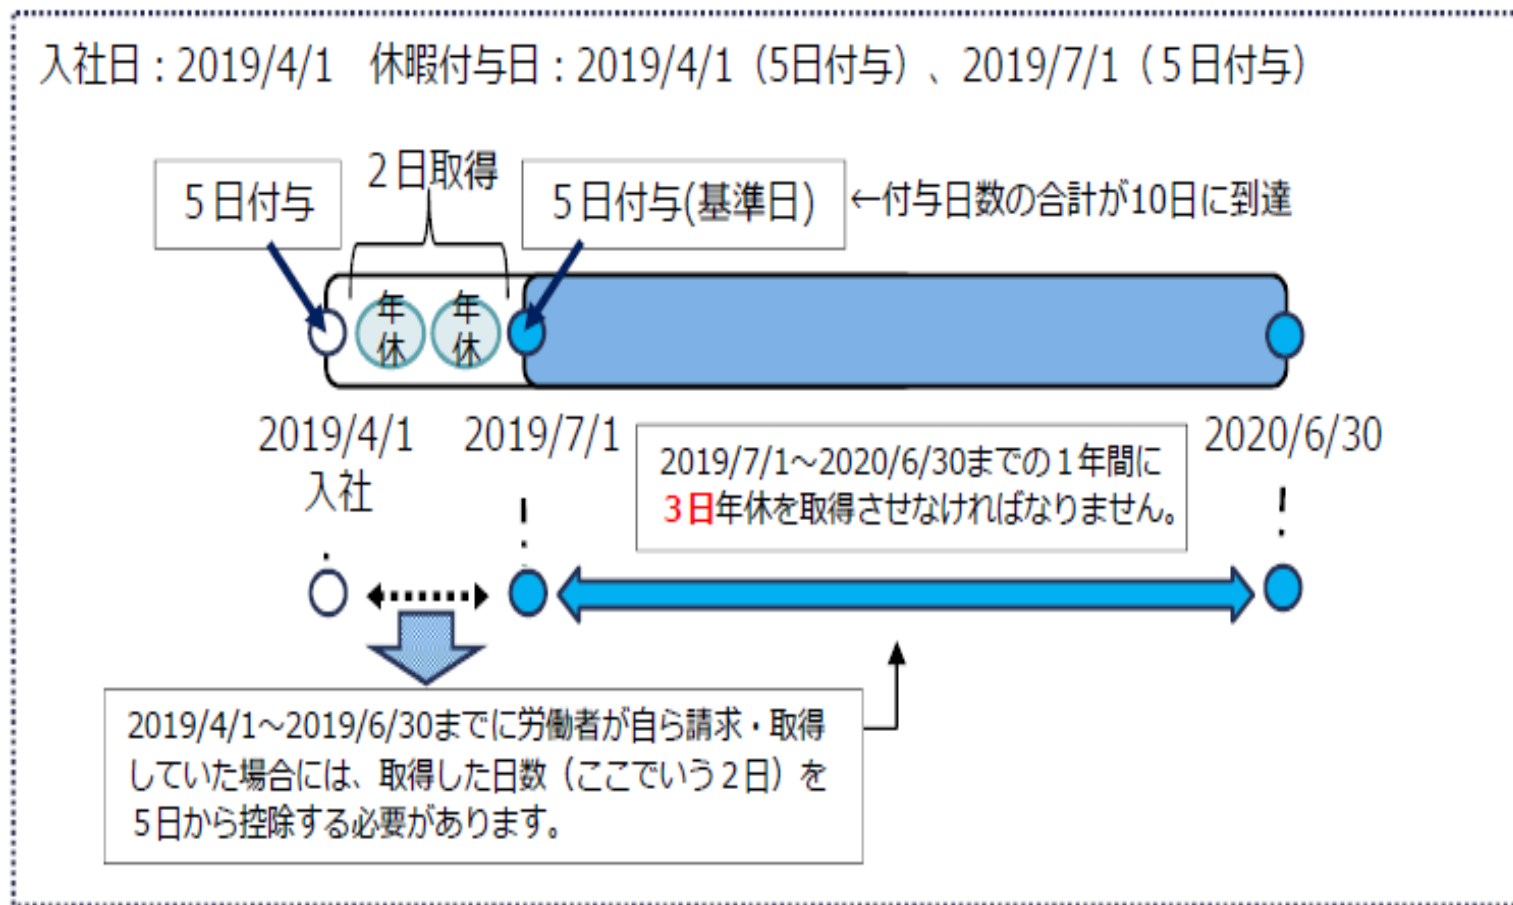 入社日：2019/4/1　休暇付与日：2019/4/1（5日付与）、2019/7/1（５日付与）
５日付与
２日取得
５日付与(基準日)
←付与日数の合計が10日に到達
年休
年休
2019/4/1
入社
2019/7/1
2020/6/30
2019/7/1～2020/6/30までの１年間に
３日年休を取得させなければなりません。
2019/4/1～2019/6/30までに労働者が自ら請求・取得
していた場合には、取得した日数（ここでいう２日）を
５日から控除する必要があります。